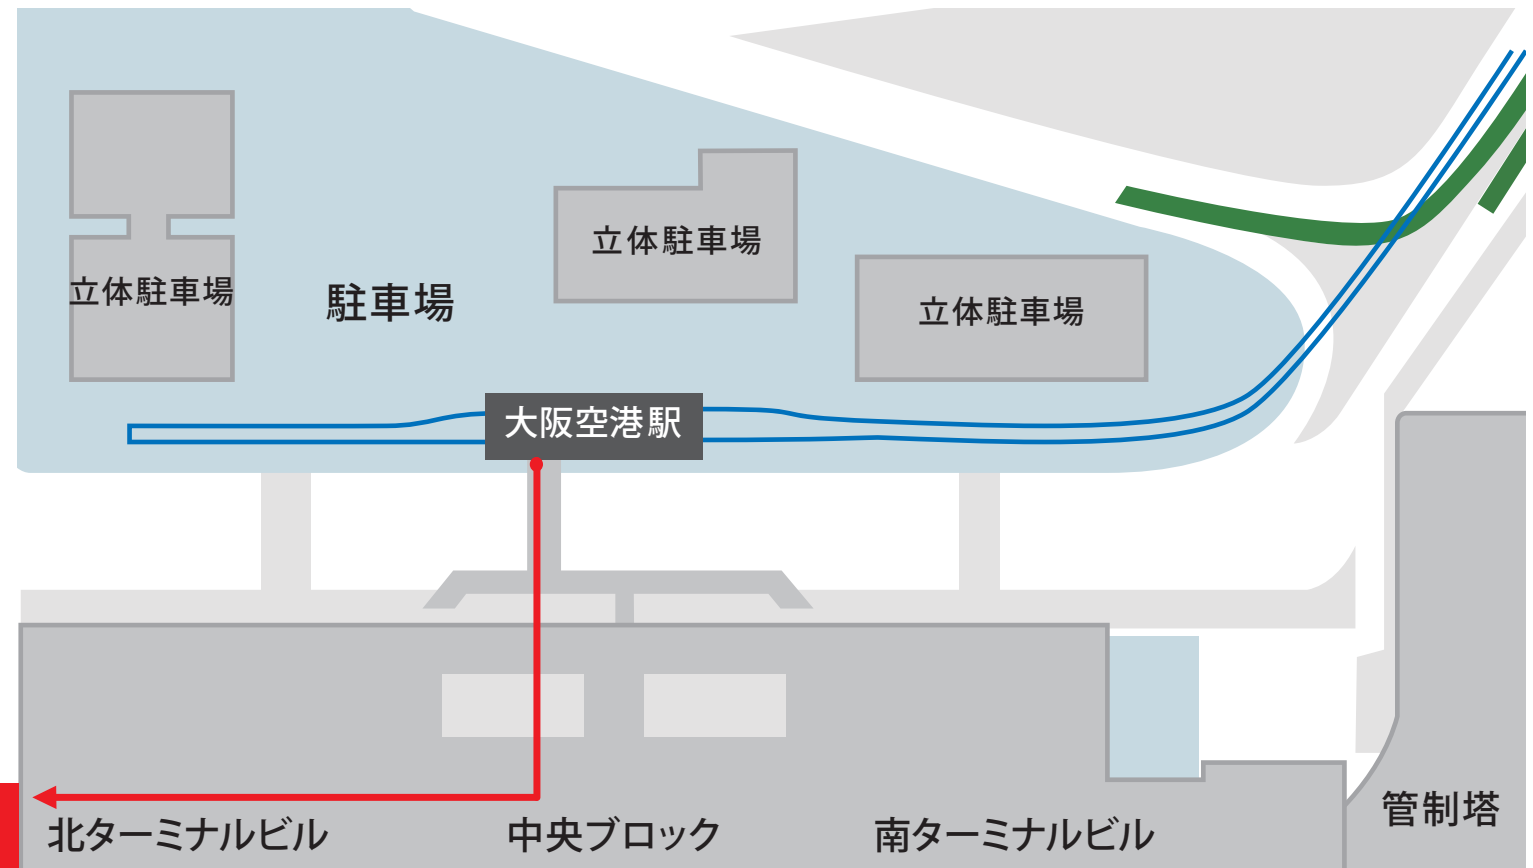 立体駐車場
立体駐車場
駐車場
立体駐車場
大阪空港駅
北ターミナルビル
中央ブロック
南ターミナルビル
管制塔